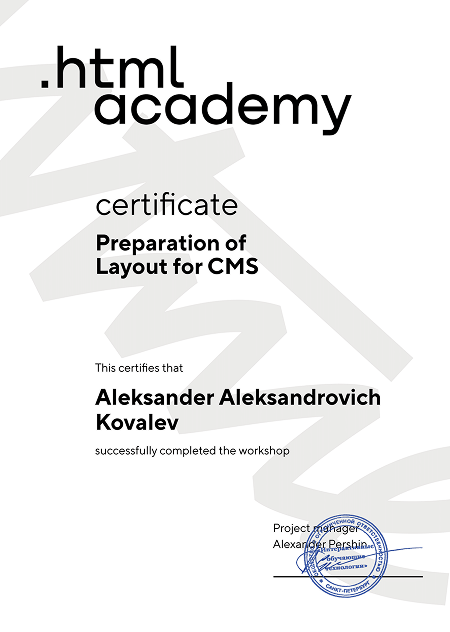 .html
academy
certificate
Preparation of
Layout for CMS
This certifies that
Aleksander Aleksandrovich
Kovalev
successfully completed the workshop
Project manager
Alexander Pershin
«Интерактивные
обучающие
технологии»
САНКТ-ПЕТЕРБУРГ